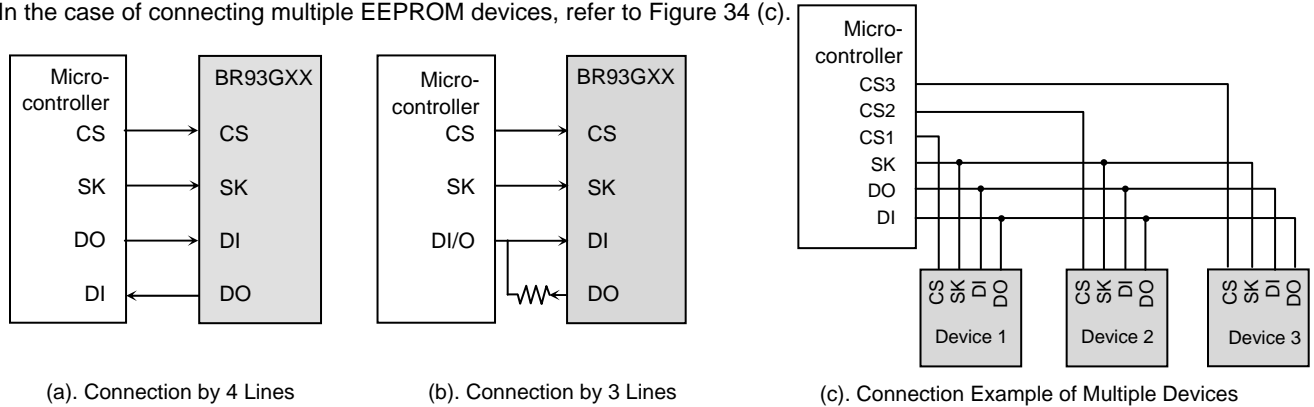 In the case of connecting multiple EEPROM devices, refer to Figure 34 (c).
Micro-
controller
CS
SK
DO
DI
BR93GXX
CS
SK
DI
DO
(a). Connection by 4 Lines
Micro-
controller
CS
SK
DI/O
BR93GXX
CS
SK
DI
DO
(b). Connection by 3 Lines
Micro-
controller
CS3
CS2
CS1
SK
DO
DI
CS
SK
DI
DO
Device 1
CS
SK
DI
DO
Device 2
CS
SK
DI
DO
Device 3
(c). Connection Example of Multiple Devices